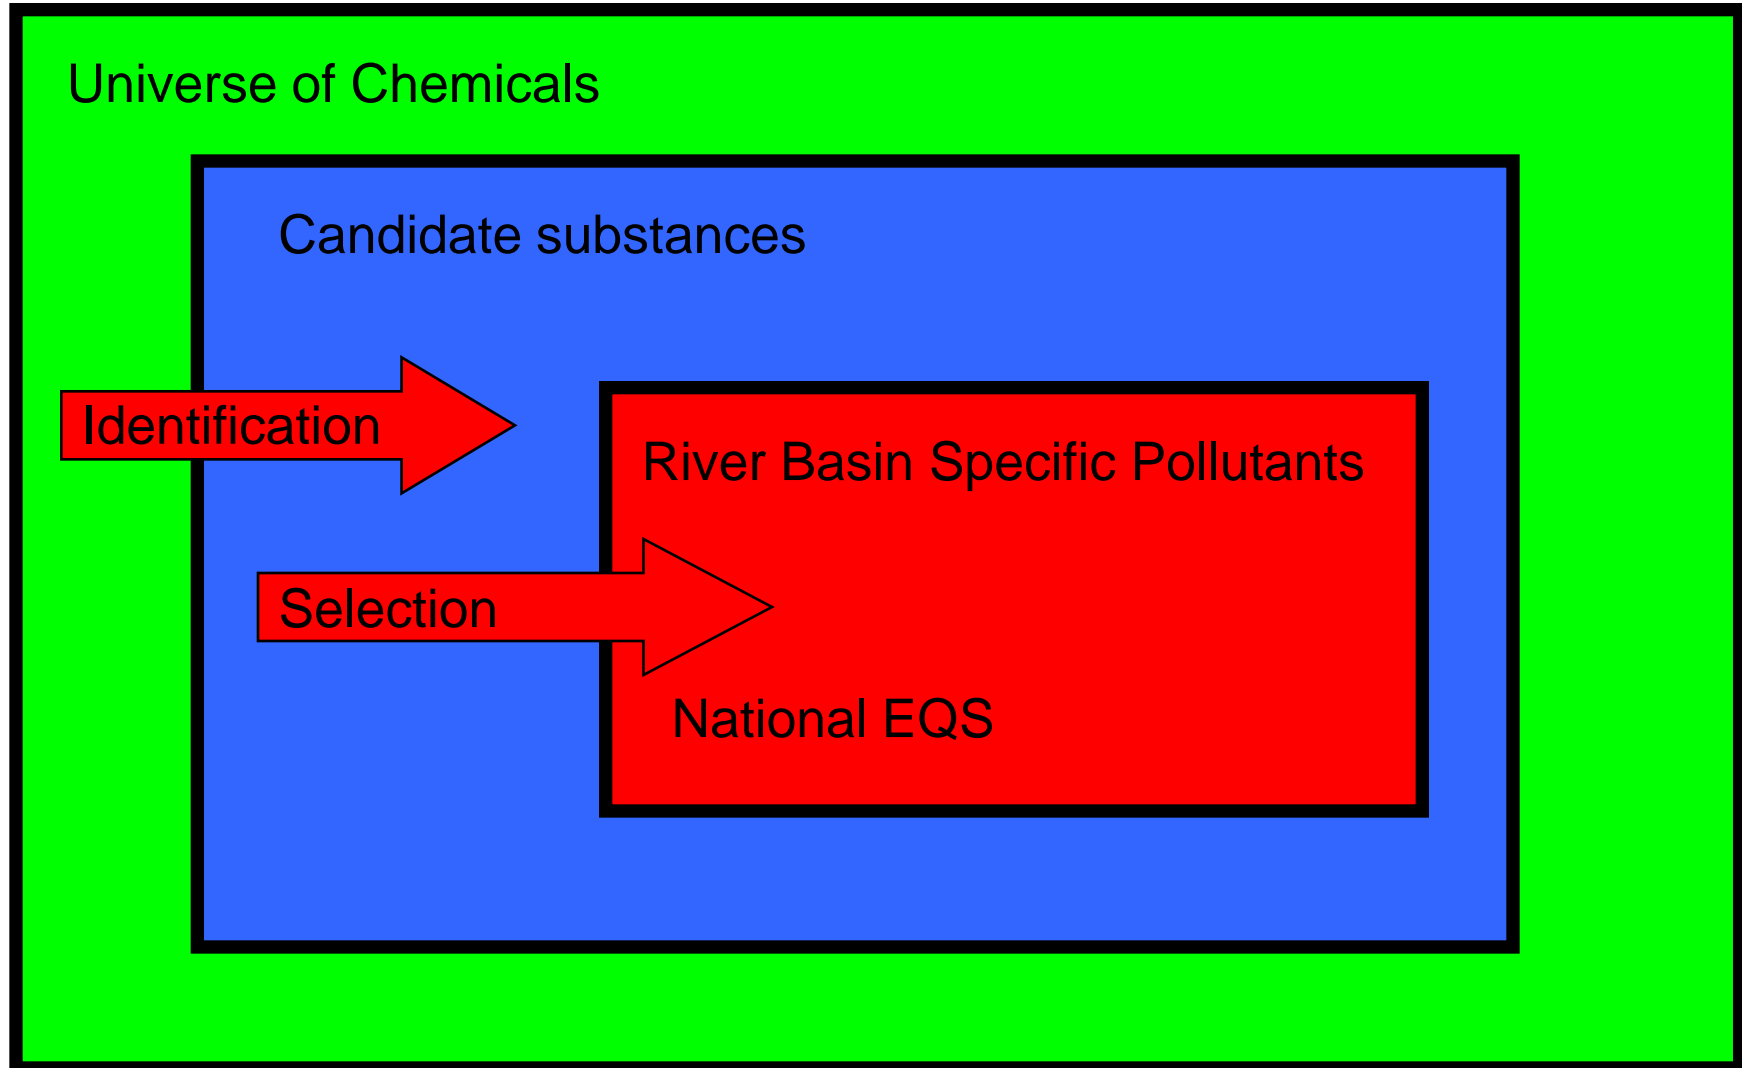 Universe of Chemicals
Candidate substances
Identification
River Basin Specific Pollutants
Selection
National EQS